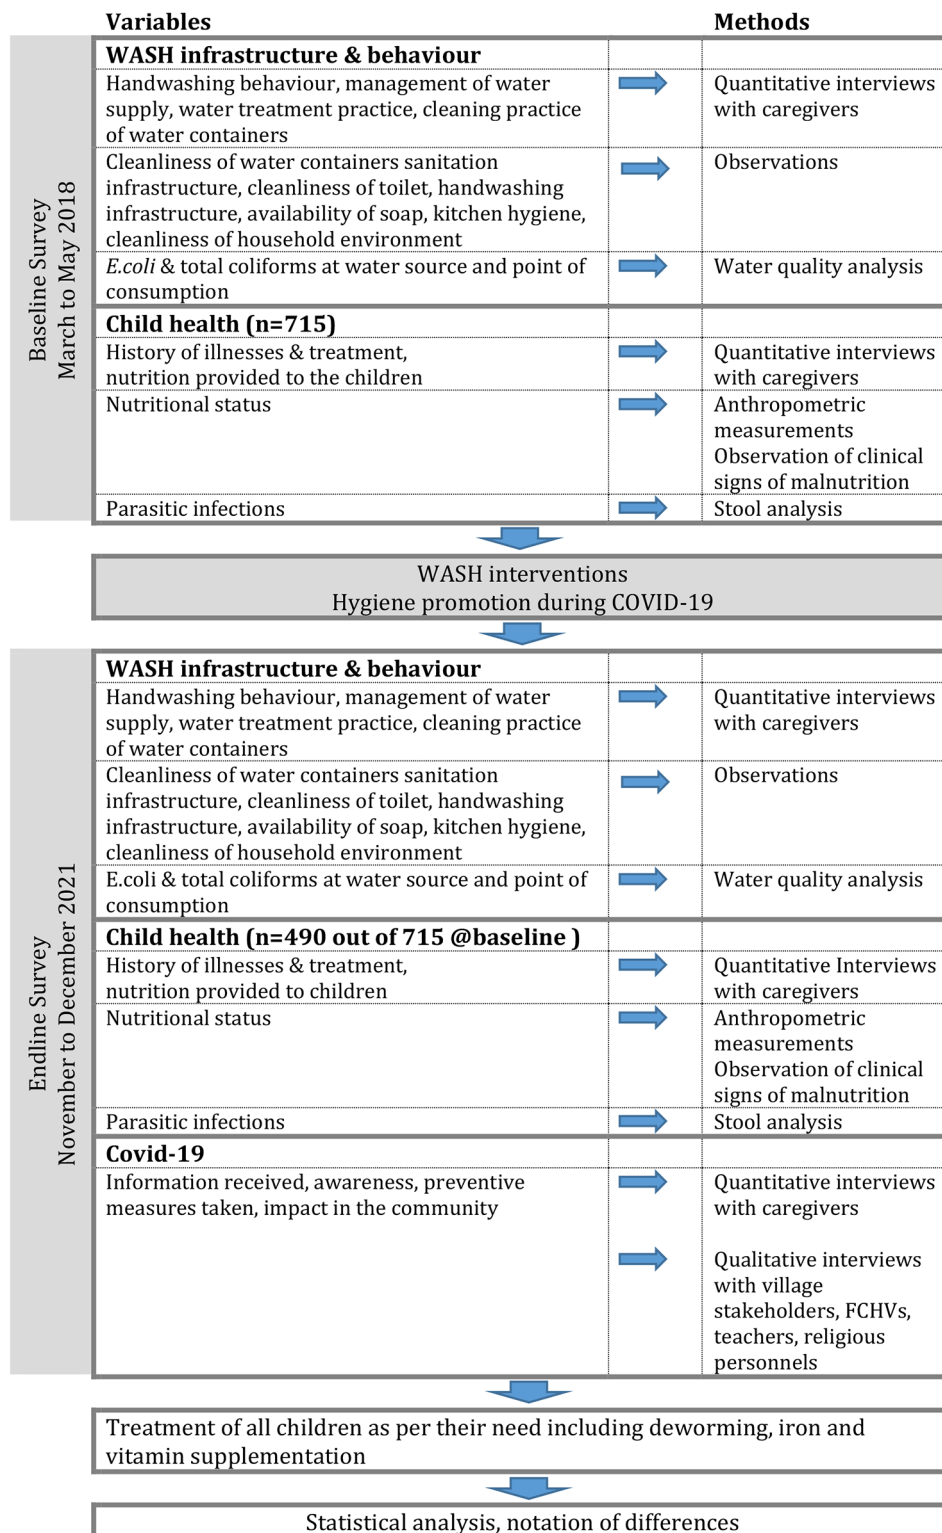 Variables
Methods
Baseline Survey
March to May 2018
WASH infrastructure & behaviour
Handwashing behaviour, management of water
supply, water treatment practice, cleaning practice
of water containers
Quantitative interviews
with caregivers
Cleanliness of water containers sanitation
infrastructure, cleanliness of toilet, handwashing
infrastructure, availability of soap, kitchen hygiene,
cleanliness of household environment
Observations
E.coli & total coliforms at water source and point of
consumption
Water quality analysis
Child health (n=715)
History of illnesses & treatment,
nutrition provided to the children
Quantitative interviews
with caregivers
Nutritional status
Anthropometric
measurements
Observation of clinical
signs of malnutrition
Parasitic infections
Stool analysis
WASH interventions
Hygiene promotion during COVID-19
Endline Survey
November to December 2021
WASH infrastructure & behaviour
Handwashing behaviour, management of water
supply, water treatment practice, cleaning practice
of water containers
Quantitative interviews
with caregivers
Cleanliness of water containers sanitation
infrastructure, cleanliness of toilet, handwashing
infrastructure, availability of soap, kitchen hygiene,
cleanliness of household environment
Observations
E.coli & total coliforms at water source and point of
consumption
Water quality analysis
Child health (n=490 out of 715 @baseline )
History of illnesses & treatment,
nutrition provided to children
Quantitative Interviews
with caregivers
Nutritional status
Anthropometric
measurements
Observation of clinical
signs of malnutrition
Parasitic infections
Stool analysis
Covid-19
Information received, awareness, preventive
measures taken, impact in the community
Quantitative interviews
with caregivers
Qualitative interviews
with village
stakeholders, FCHVs,
teachers, religious
personnels
Treatment of all children as per their need including deworming, iron and
vitamin supplementation
Statistical analysis, notation of differences